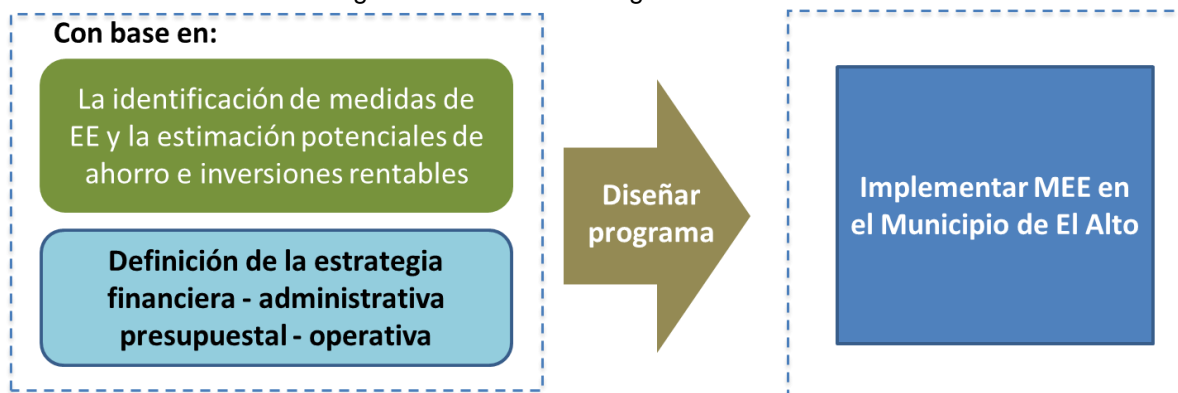 Con base en:
La identificación de medidas de
EE y la estimación potenciales de
ahorro e inversiones rentables
Definición de la estrategia
financiera - administrativa
presupuestal - operativa
Diseñar
programa
Implementar MEE en
el Municipio de El Alto